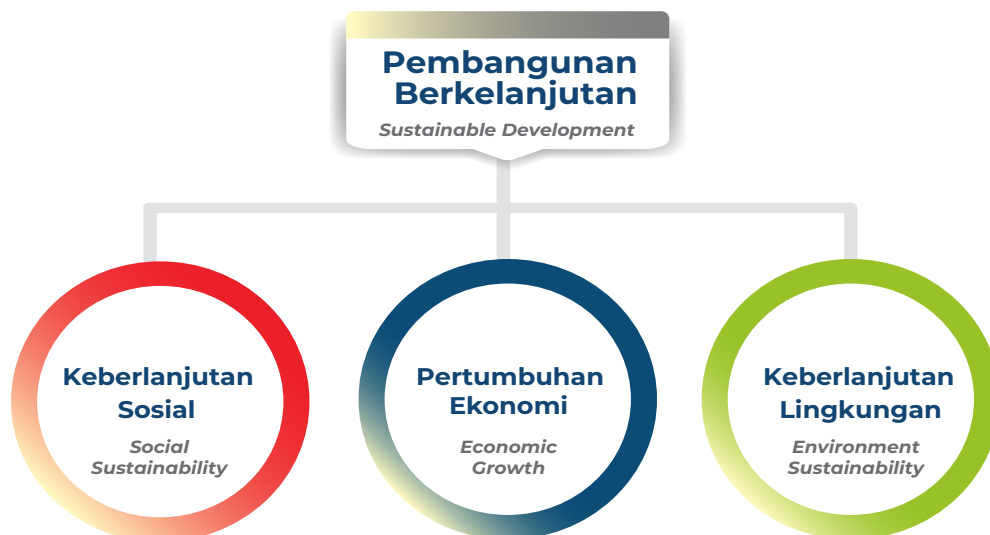 Pembangunan
Berkelanjutan
Sustainable Development
Keberlanjutan
Sosial
Social
Sustainability
Pertumbuhan
Ekonomi
Economic
Growth
Keberlanjutan
Lingkungan
Environment
Sustainability